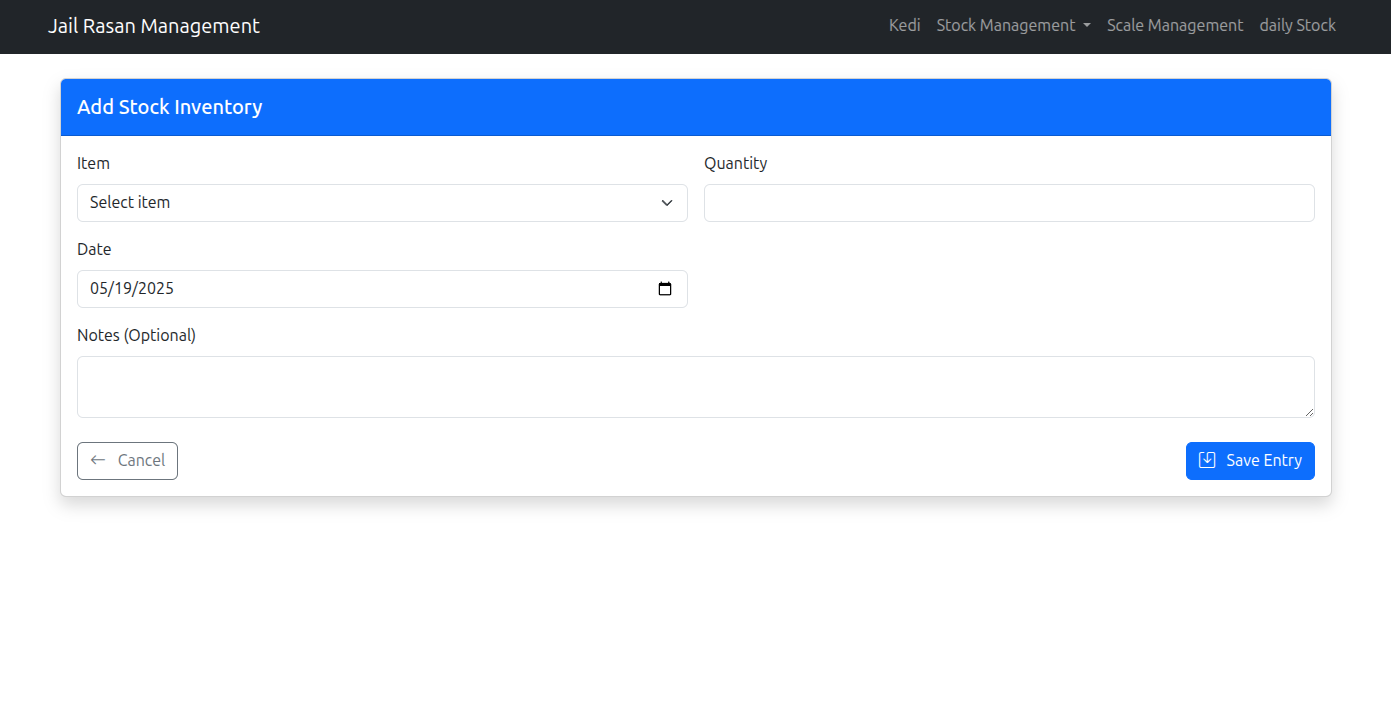 Jail Rasan Management Kedi Stock Management Scale Management daily Stock
Add Stock Inventory
Item Quantity
Select item
Date
05/19/2025
Notes (Optional)
Cancel Save Entry